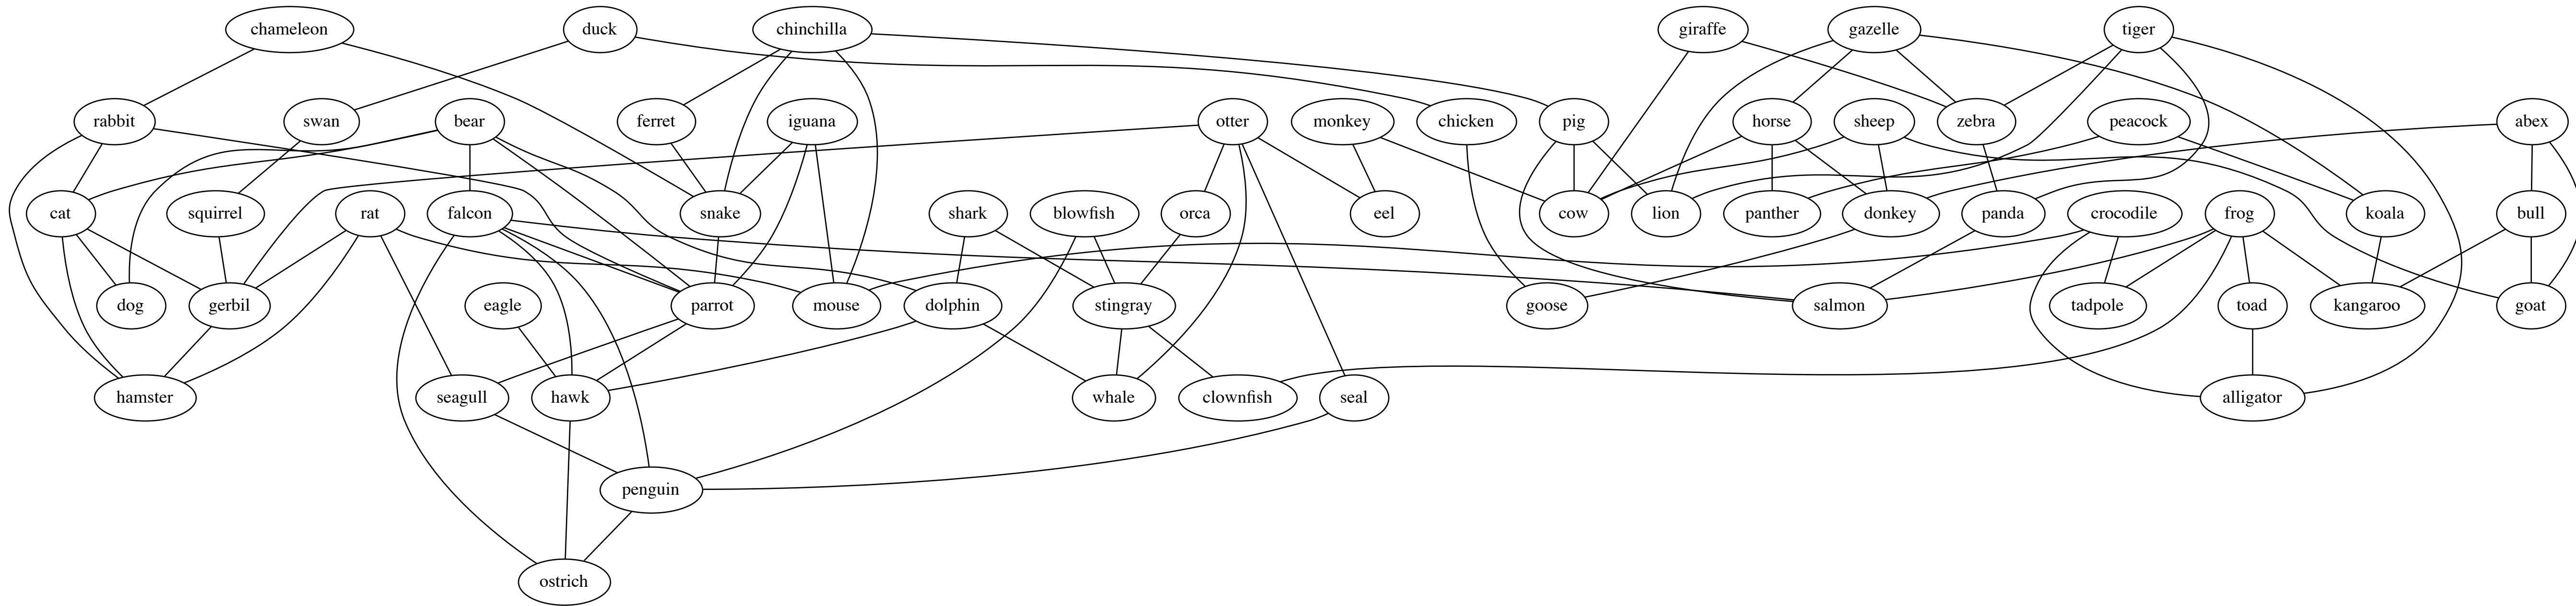 chameleon
duck
chinchilla
giraffe
gazelle
tiger
rabbit
swan
bear
ferret
iguana
otter
monkey
chicken
pig
horse
sheep
zebra
peacock
abex
cat
squirrel
rat
falcon
snake
shark
blowfish
orca
eel
cow
lion
panther
donkey
panda
crocodile
frog
koala
bull
dog
gerbil
eagle
parrot
mouse
dolphin
stingray
goose
salmon
tadpole
toad
kangaroo
goat
hamster
seagull
hawk
whale
clownfish
seal
alligator
penguin
ostrich